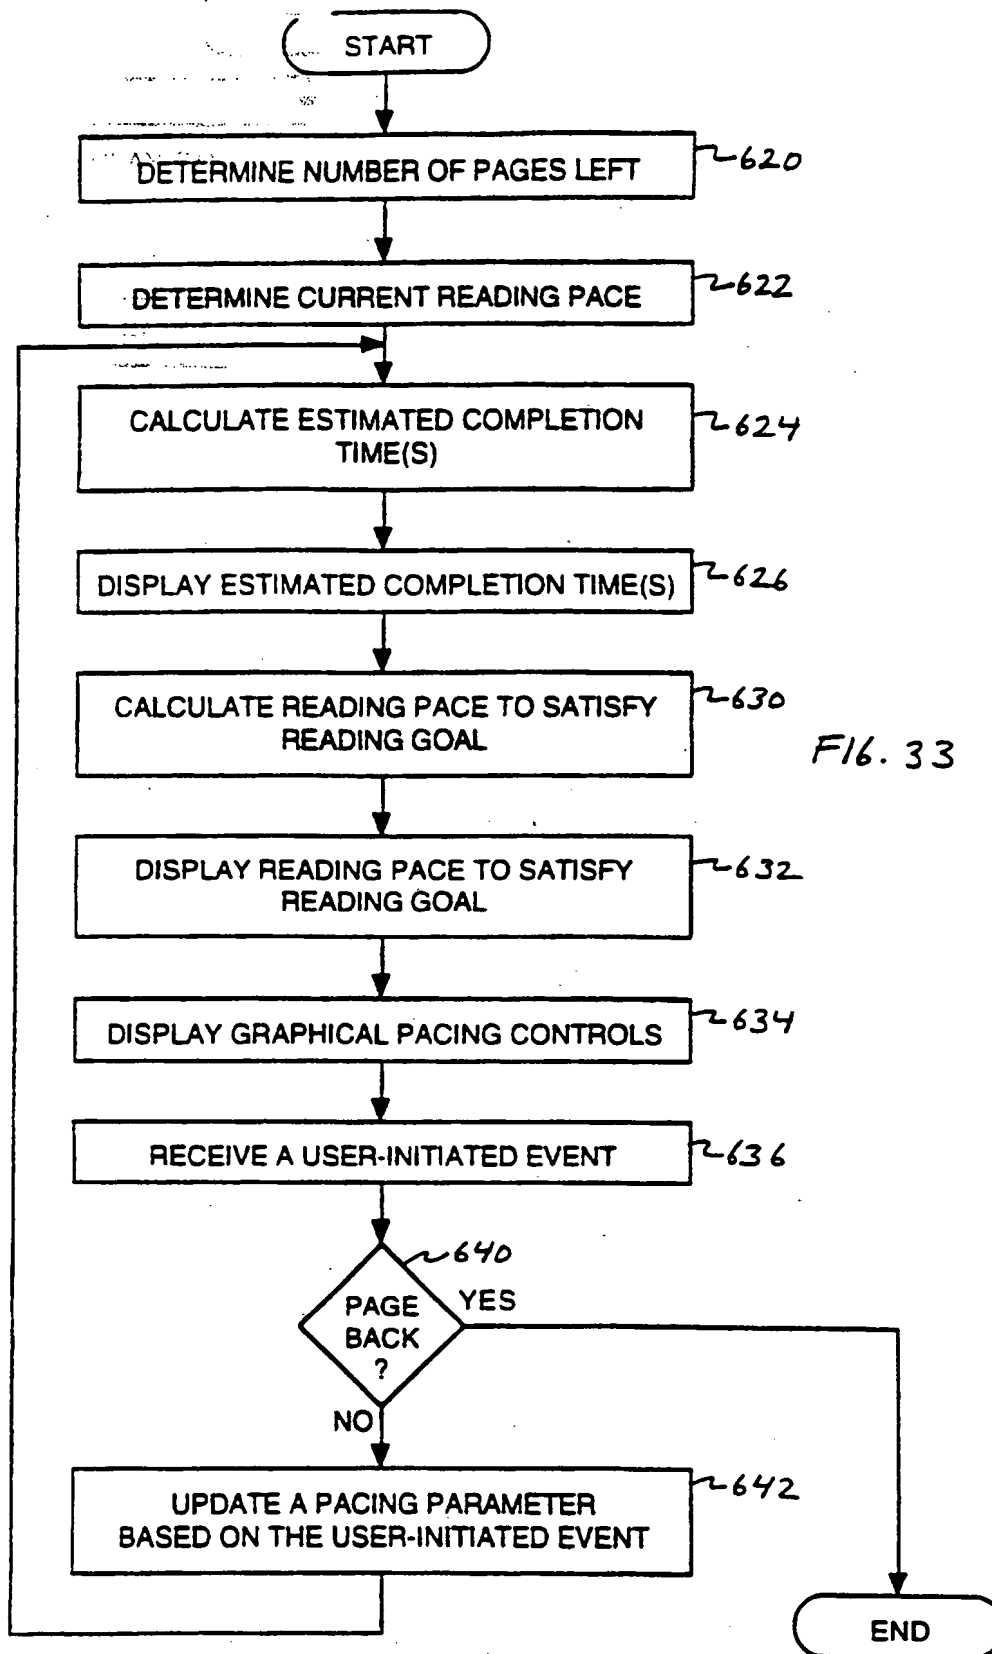 START
DETERMINE NUMBER OF PAGES LEFT
620
DETERMINE CURRENT READING PACE
622
CALCULATE ESTIMATED COMPLETION
TIME(S)
624
DISPLAY ESTIMATED COMPLETION TIME(S)
626
CALCULATE READING PACE TO SATISFY
READING GOAL
630
FIG. 33
DISPLAY READING PACE TO SATISFY
READING GOAL
632
DISPLAY GRAPHICAL PACING CONTROLS
634
RECEIVE A USER-INITIATED EVENT
636
640
PAGE
BACK
?
YES
NO
UPDATE A PACING PARAMETER
BASED ON THE USER-INITIATED EVENT
642
END